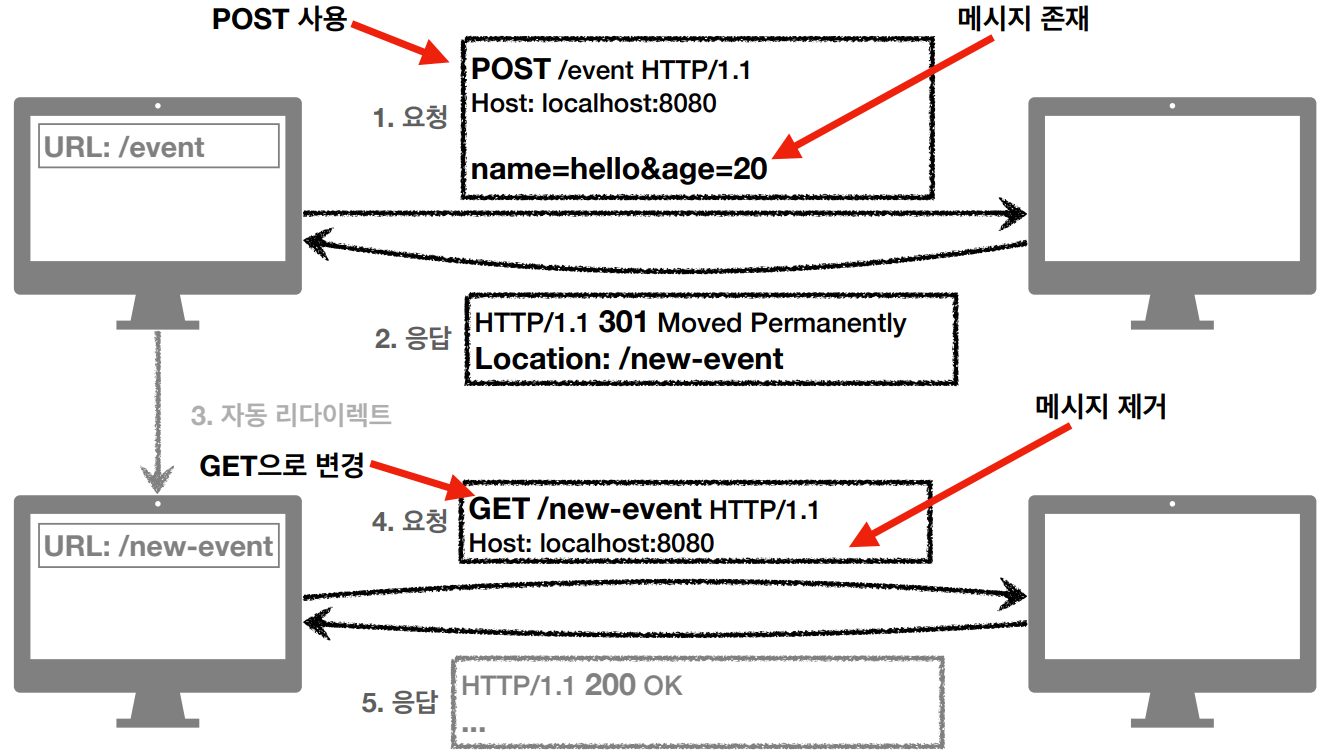 POST 사용
메시지 존재
POST /event HTTP/1.1
Host: localhost:8080
1. 요청
URL: /event
name=hello&age=20
HTTP/1.1 301 Moved Permanently
2. 응답
Location: /new-event
3. 자동 리다이렉트
메시지 제거
GET으로 변경
GET /new-event HTTP/1.1
4. 요청
Host: localhost:8080
URL: /new-event
HTTP/1.1 200 OK
5. 응답
...